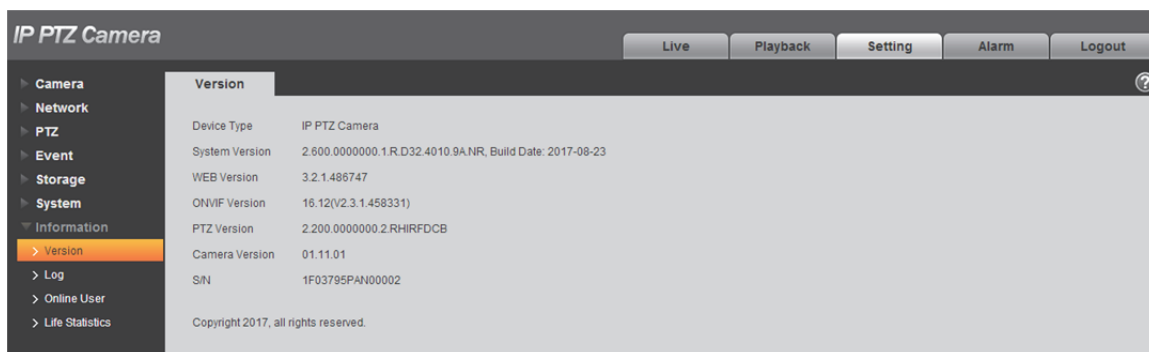 IP PTZ Camera
Live Playback Setting Alarm Logout
Camera
Network
PTZ
Event
Storage
System
Information
Version
Log
Online User
Life Statistics
Version
?
Device Type IP PTZ Camera
System Version 2.600.0000000.1.R.D32.4010.9A.NR, Build Date: 2017-08-23
WEB Version 3.2.1.486747
ONVIF Version 16.12(V2.3.1.458331)
PTZ Version 2.200.0000000.2.RHIRFDCB
Camera Version 01.11.01
S/N 1F03795PAN00002
Copyright 2017, all rights reserved.